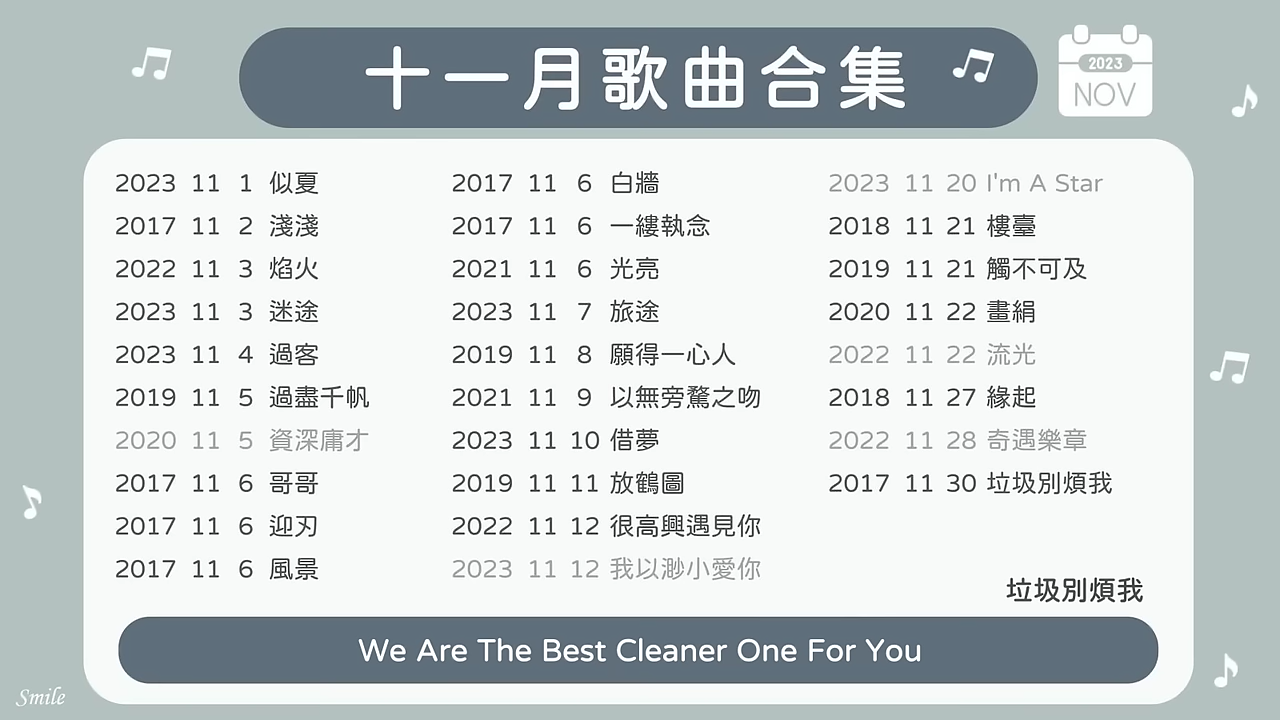 十一月歌曲合集
2023
NOV
2023 11 1 似夏
2017 11 2 淺淺
2022 11 3 焰火
2023 11 3 迷途
2023 11 4 過客
2019 11 5 過盡千帆
2020 11 5 資深庸才
2017 11 6 哥哥
2017 11 6 迎刃
2017 11 6 風景
2017 11 6 白牆
2017 11 6 一縷執念
2021 11 6 光亮
2023 11 7 旅途
2019 11 8 願得一心人
2021 11 9 以無旁騖之吻
2023 11 10 借夢
2019 11 11 放鶴圖
2022 11 12 很高興遇見你
2023 11 12 我以渺小愛你
2023 11 20 I'm A Star
2018 11 21 樓臺
2019 11 21 觸不可及
2020 11 22 畫絹
2022 11 22 流光
2018 11 27 緣起
2022 11 28 奇遇樂章
2017 11 30 垃圾別煩我
垃圾別煩我
We Are The Best Cleaner One For You
Smile